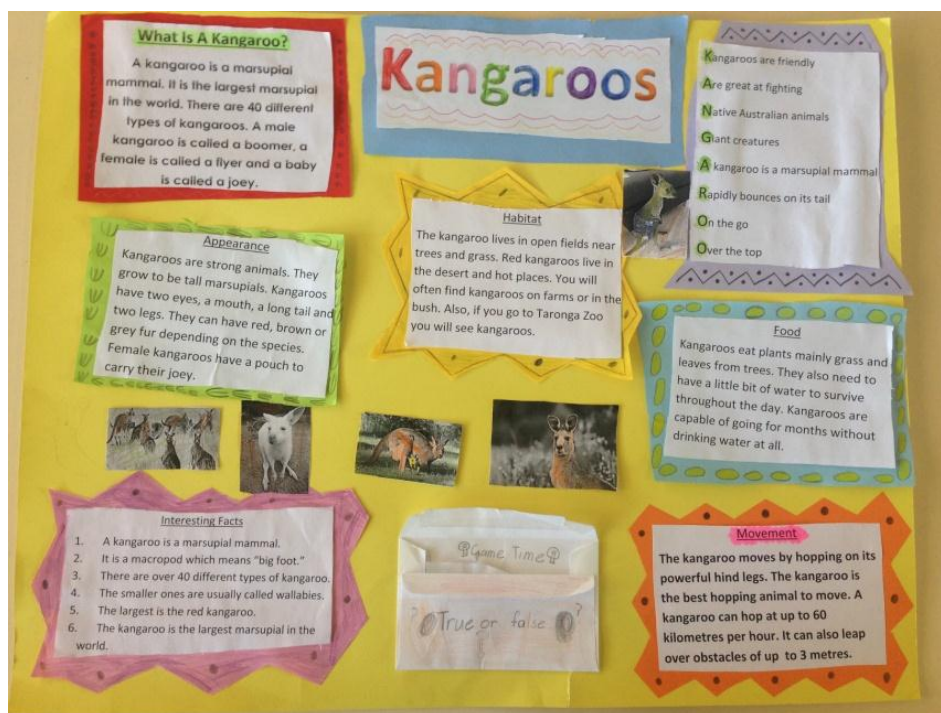 What Is A Kangaroo?
A kangaroo is a marsupial
mammal. It is the largest marsupial
in the world. There are 40 different
types of kangaroos. A male
kangaroo is called a boomer, a
female is called a flyer and a baby
is called a joey.
Kangaroos
Kangaroos are friendly
Are great at fighting
Native Australian animals
Giant creatures
A kangaroo is a marsupial mammal
Rapidly bounces on its tail
On the go
Over the top
Appearance
Kangaroos are strong animals. They
grow to be tall marsupials. Kangaroos
have two eyes, a mouth, a long tail and
two legs. They can have red, brown or
grey fur depending on the species.
Female kangaroos have a pouch to
carry their joey.
Habitat
The kangaroo lives in open fields near
trees and grass. Red kangaroos live in
the desert and hot places. You will
often find kangaroos on farms or in the
bush. Also, if you go to Taronga Zoo
you will see kangaroos.
Food
Kangaroos eat plants mainly grass and
leaves from trees. They also need to
have a little bit of water to survive
throughout the day. Kangaroos are
capable of going for months without
drinking water at all.
Interesting Facts
1. A kangaroo is a marsupial mammal.
2. It is a macropod which means "big foot."
3. There are over 40 different types of kangaroo.
4. The smaller ones are usually called wallabies.
5. The largest is the red kangaroo.
6. The kangaroo is the largest marsupial in the
world.
Game Time
? True or false ?
Movement
The kangaroo moves by hopping on its
powerful hind legs. The kangaroo is
the best hopping animal to move. A
kangaroo can hop at up to 60
kilometres per hour. It can also leap
over obstacles of up to 3 metres.